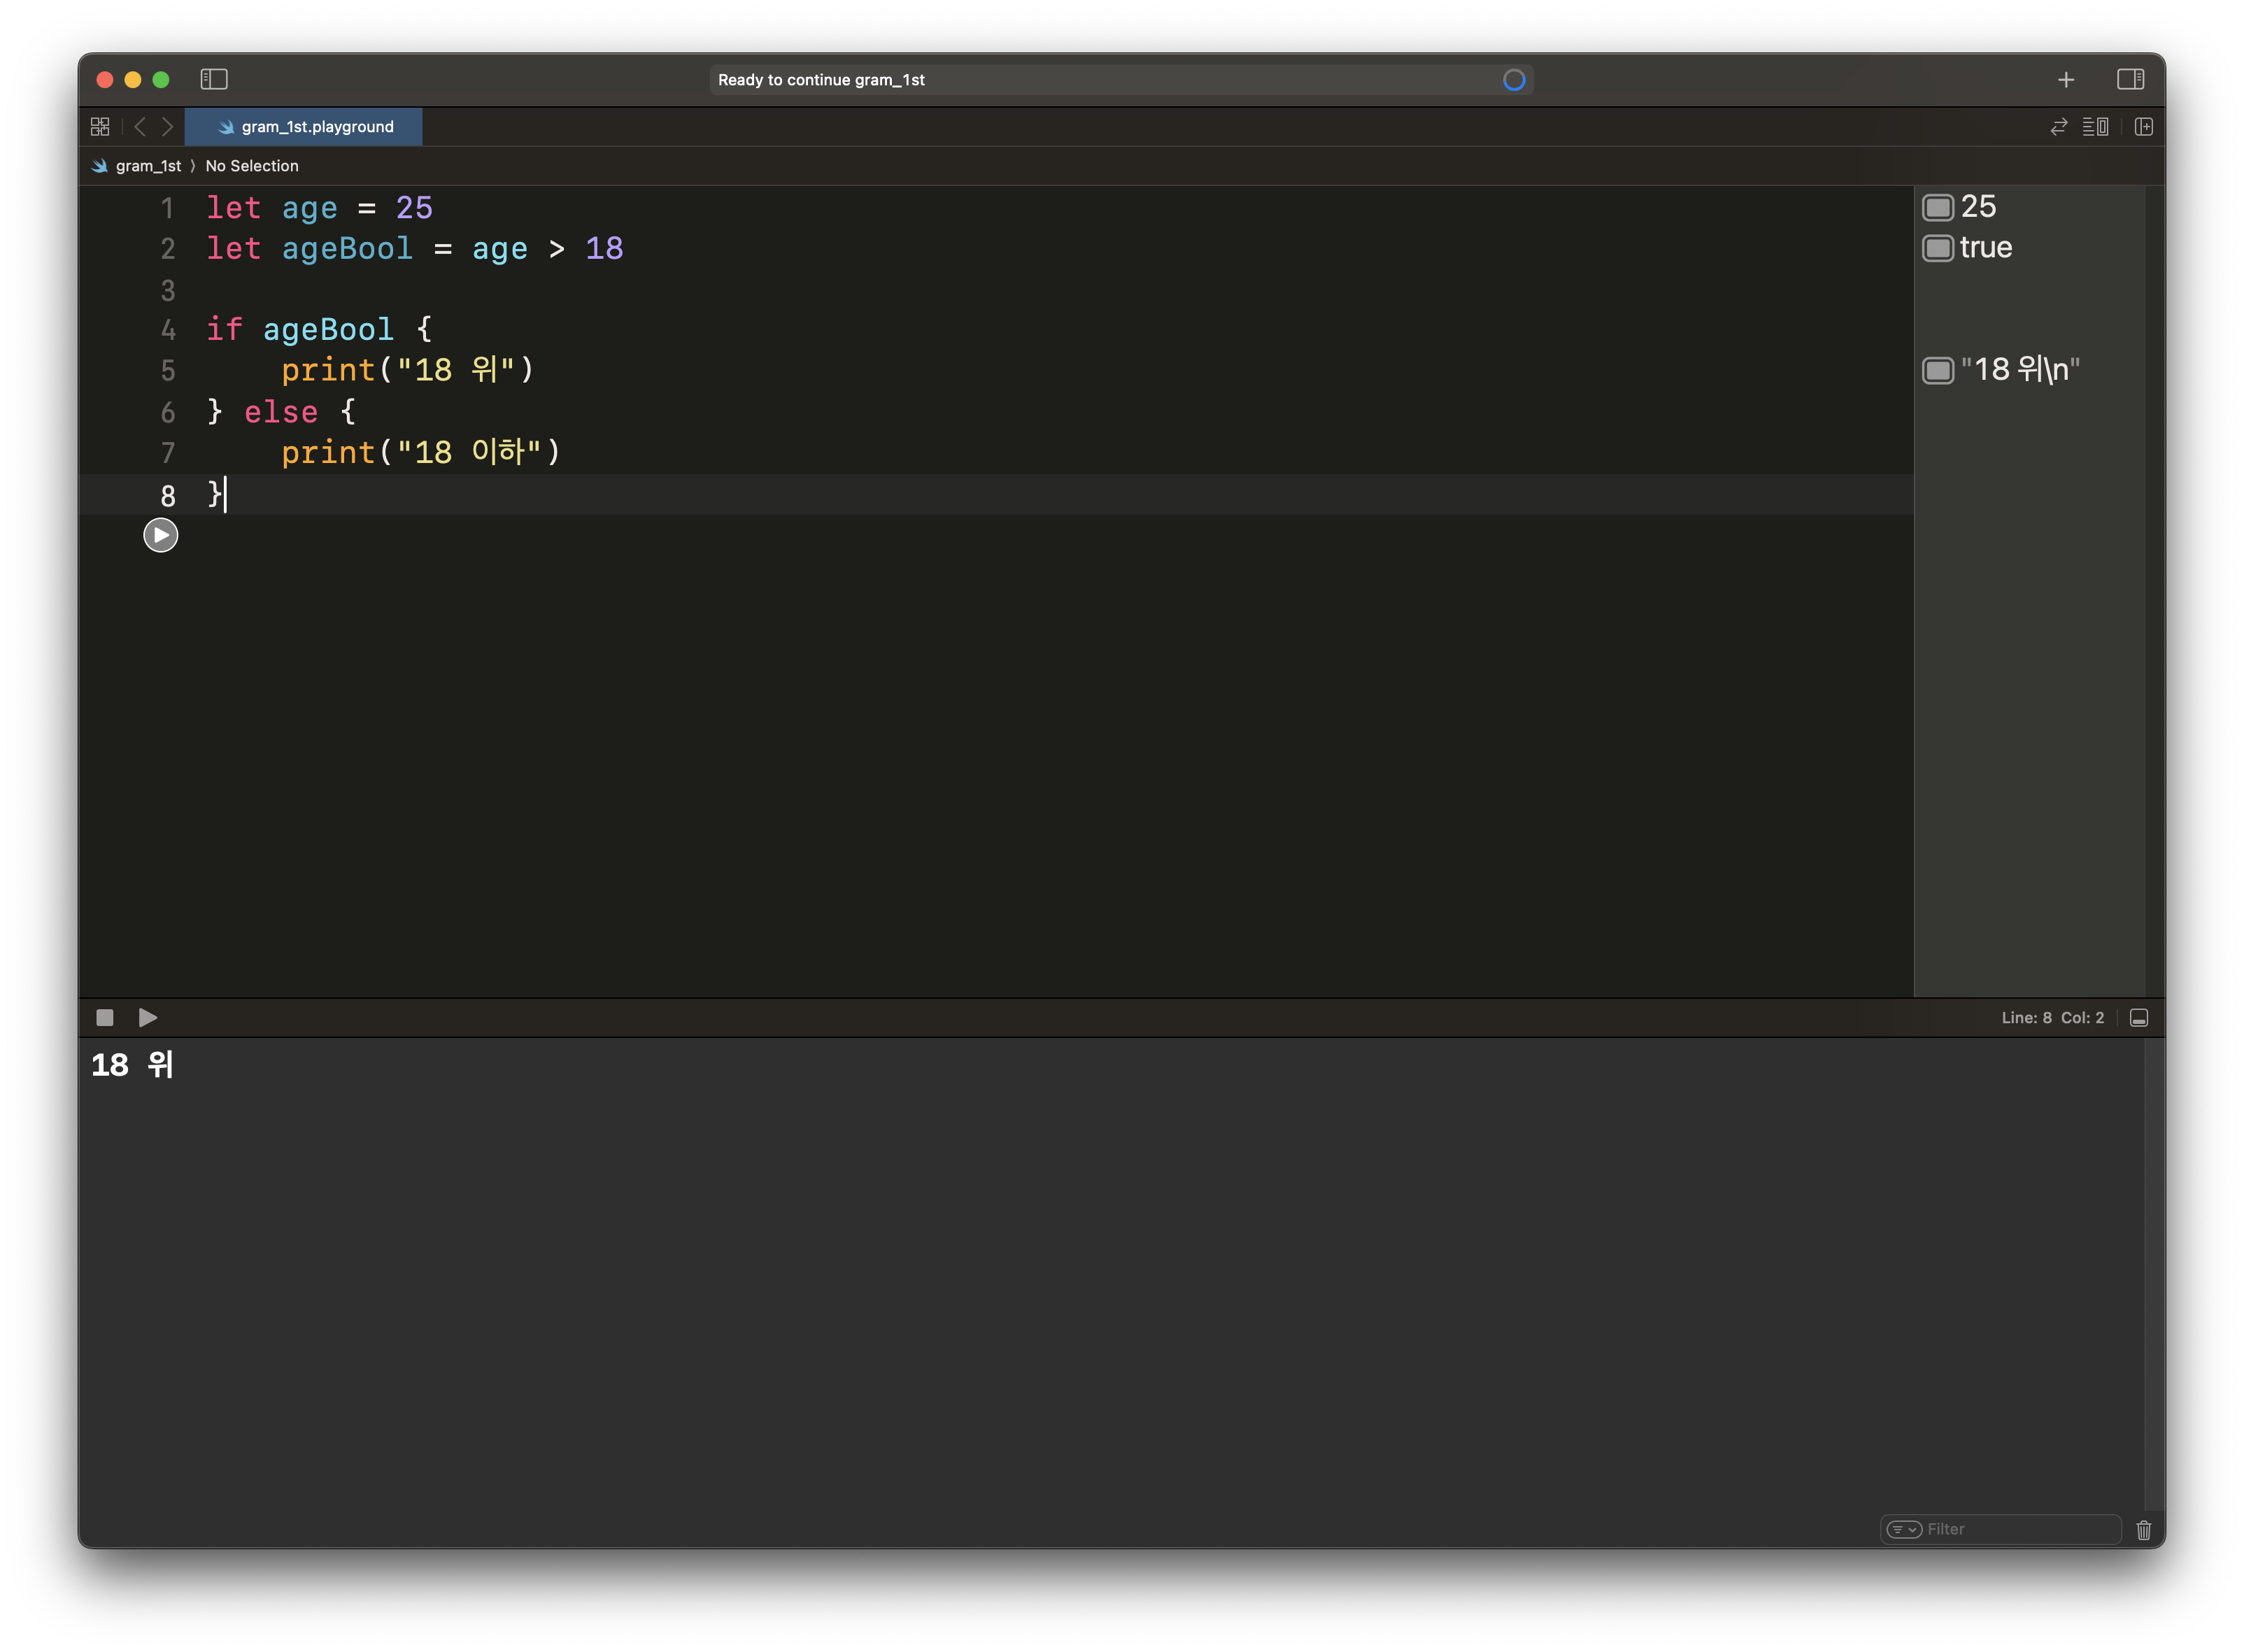 Ready to continue gram_1st
gram_1st.playground
gram_1st 〉 No Selection
1 let age = 25
25
2 let ageBool = age > 18
true
3
4 if ageBool {
5 print("18 위")
"18 위\n"
6 } else {
7 print("18 이하")
8 }
Line: 8 Col: 2
18 위
Filter